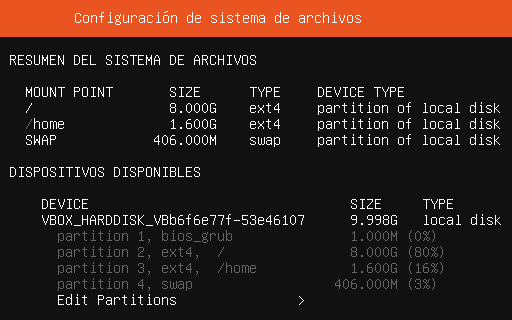 Configuración de sistema de archivos
RESUMEN DEL SISTEMA DE ARCHIVOS
MOUNT POINT SIZE TYPE DEVICE TYPE
/ 8.000G ext4 partition of local disk
/home 1.600G ext4 partition of local disk
SWAP 406.000M swap partition of local disk
DISPOSITIVOS DISPONIBLES
DEVICE SIZE TYPE
VBOX_HARDDISK_VBb6f6e77f-53e46107 9.998G local disk
partition 1, bios_grub 1.000M (0%)
partition 2, ext4, / 8.000G (80%)
partition 3, ext4, /home 1.600G (16%)
partition 4, swap 406.000M (3%)
Edit Partitions >